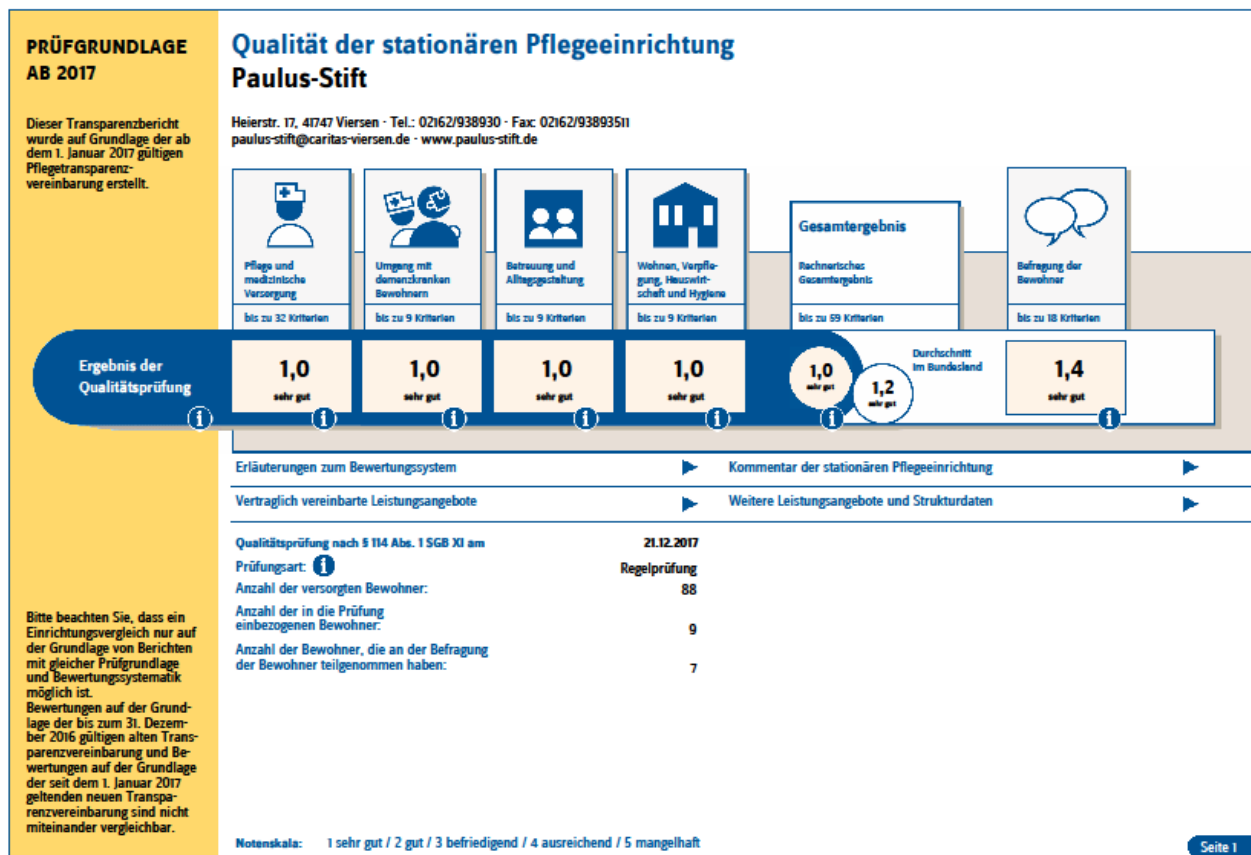 PRÜFGRUNDLAGE
AB 2017
Dieser Transparenzbericht
wurde auf Grundlage der ab
dem 1. Januar 2017 gültigen
Pflegetransparenz-
vereinbarung erstellt.
Bitte beachten Sie, dass ein
Einrichtungsvergleich nur auf
der Grundlage von Berichten
mit gleicher Prüfgrundlage
und Bewertungssystematik
möglich ist.
Bewertungen auf der Grund-
lage der bis zum 31. Dezem-
ber 2016 gültigen alten Trans-
parenzvereinbarung und Be-
wertungen auf der Grundlage
der seit dem 1. Januar 2017
geltenden neuen Transpa-
renzvereinbarung sind nicht
miteinander vergleichbar.
Qualität der stationären Pflegeeinrichtung
Paulus-Stift
Heierstr. 17, 41747 Viersen · Tel.: 02162/938930 · Fax: 02162/93893511
paulus-stift@caritas-viersen.de · www.paulus-stift.de
Pflege und
medizinische
Versorgung
bis zu 32 Kriterien
Umgang mit
demenzkranken
Bewohnern
bis zu 9 Kriterien
Betreuung und
Alltagsgestaltung
bis zu 9 Kriterien
Wohnen, Verpfle-
gung, Hauswirt-
schaft und Hygiene
bis zu 9 Kriterien
Gesamtergebnis
Rechnerisches
Gesamtergebnis
bis zu 59 Kriterien
Befragung der
Bewohner
bis zu 18 Kriterien
Ergebnis der
Qualitätsprüfung
1,0
sehr gut
1,0
sehr gut
1,0
sehr gut
1,0
sehr gut
1,0
sehr gut
1,2
sehr gut
Durchschnitt
im Bundesland
1,4
sehr gut
Erläuterungen zum Bewertungssystem
Kommentar der stationären Pflegeeinrichtung
Vertraglich vereinbarte Leistungsangebote
Weitere Leistungsangebote und Strukturdaten
Qualitätsprüfung nach § 114 Abs. 1 SGB XI am 21.12.2017
Prüfungsart: i Regelprüfung
Anzahl der versorgten Bewohner: 88
Anzahl der in die Prüfung
einbezogenen Bewohner: 9
Anzahl der Bewohner, die an der Befragung
der Bewohner teilgenommen haben: 7
Notenskala: 1 sehr gut / 2 gut / 3 befriedigend / 4 ausreichend / 5 mangelhaft
Seite 1